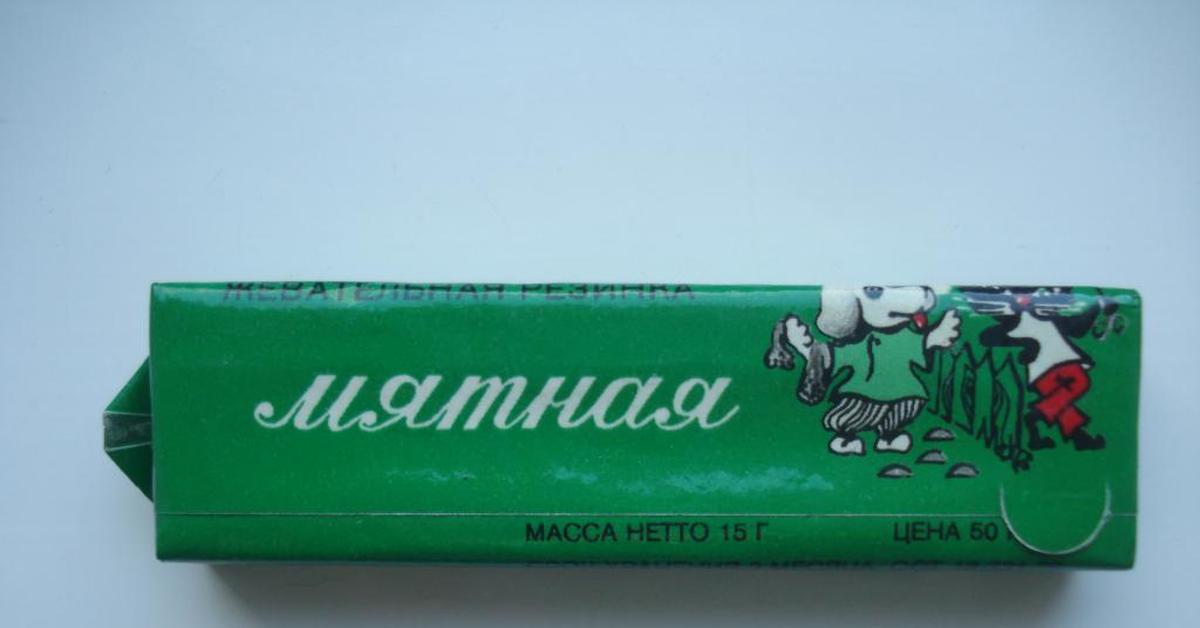 ЖЕВАТЕЛЬНАЯ РЕЗИНКА
мятная
МАССА НЕТТО 15 Г ЦЕНА 50